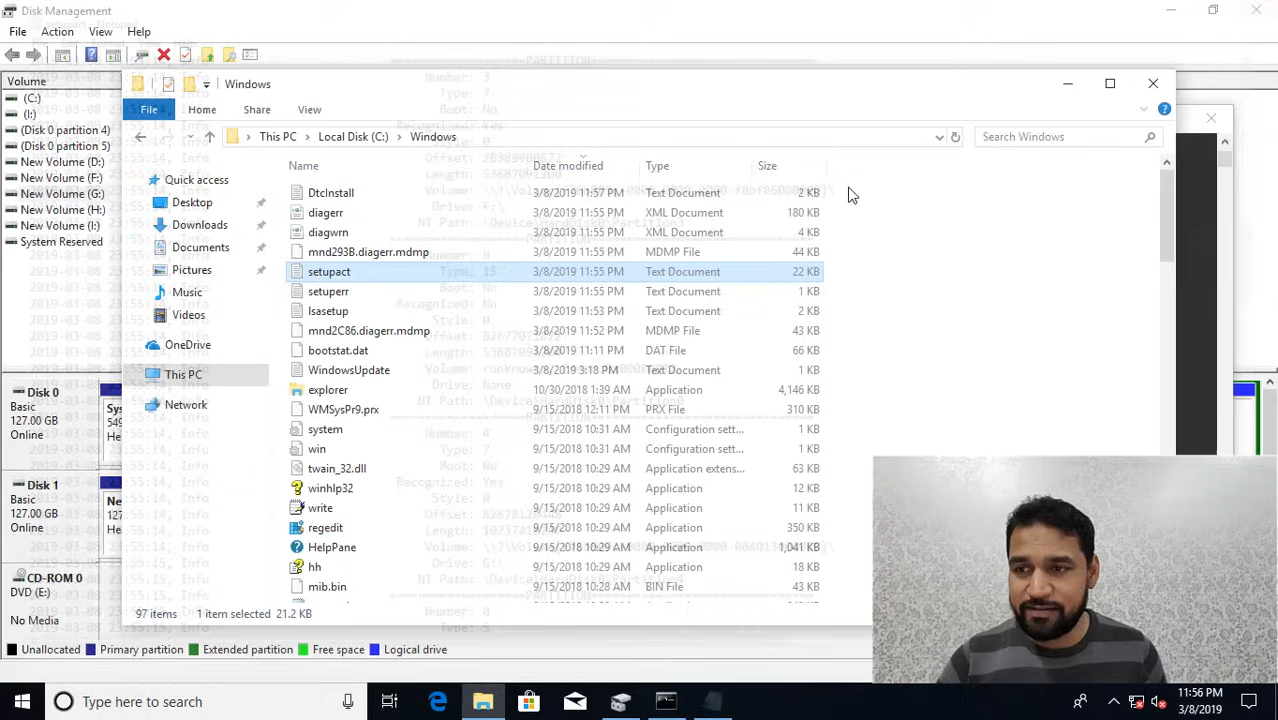 Disk Management
File Action View Help
Volume
(C:)
(I:)
(Disk 0 partition 4)
(Disk 0 partition 5)
New Volume (D:)
New Volume (F:)
New Volume (G:)
New Volume (H:)
New Volume (I:)
System Reserved
Windows
File Home Share View
This PC > Local Disk (C:) > Windows
Search Windows
Quick access
Desktop
Downloads
Documents
Pictures
Music
Videos
OneDrive
This PC
Network
Name Date modified Type Size
DtcInstall 3/8/2019 11:57 PM Text Document 2 KB
diagerr 3/8/2019 11:55 PM XML Document 180 KB
diagwrn 3/8/2019 11:55 PM XML Document 4 KB
mnd293B.diagerr.mdmp 3/8/2019 11:55 PM MDMP File 44 KB
setupact 3/8/2019 11:55 PM Text Document 22 KB
setuperr 3/8/2019 11:55 PM Text Document 1 KB
lsasetup 3/8/2019 11:53 PM Text Document 2 KB
mnd2C86.diagerr.mdmp 3/8/2019 11:52 PM MDMP File 43 KB
bootstat.dat 3/8/2019 11:11 PM DAT File 66 KB
WindowsUpdate 3/8/2019 3:18 PM Text Document 1 KB
explorer 10/30/2018 1:39 AM Application 4,146 KB
WMSysPr9.prx 9/15/2018 12:11 PM PRX File 310 KB
system 9/15/2018 10:31 AM Configuration sett... 1 KB
win 9/15/2018 10:31 AM Configuration sett... 1 KB
twain_32.dll 9/15/2018 10:29 AM Application extens... 63 KB
winhlp32 9/15/2018 10:29 AM Application 12 KB
write 9/15/2018 10:29 AM Application 11 KB
regedit 9/15/2018 10:29 AM Application 350 KB
HelpPane 9/15/2018 10:29 AM Application 1,041 KB
hh 9/15/2018 10:29 AM Application 18 KB
mib.bin 9/15/2018 10:28 AM BIN File 43 KB
97 items 1 item selected 21.2 KB
Disk 0
Basic
127.00 GB
Online
Sys
549
He
Disk 1
Basic
127.00 GB
Online
Ne
127
He
CD-ROM 0
DVD (E:)
No Media
Unallocated Primary partition Extended partition Free space Logical drive
Type here to search
11:56 PM
3/8/2019